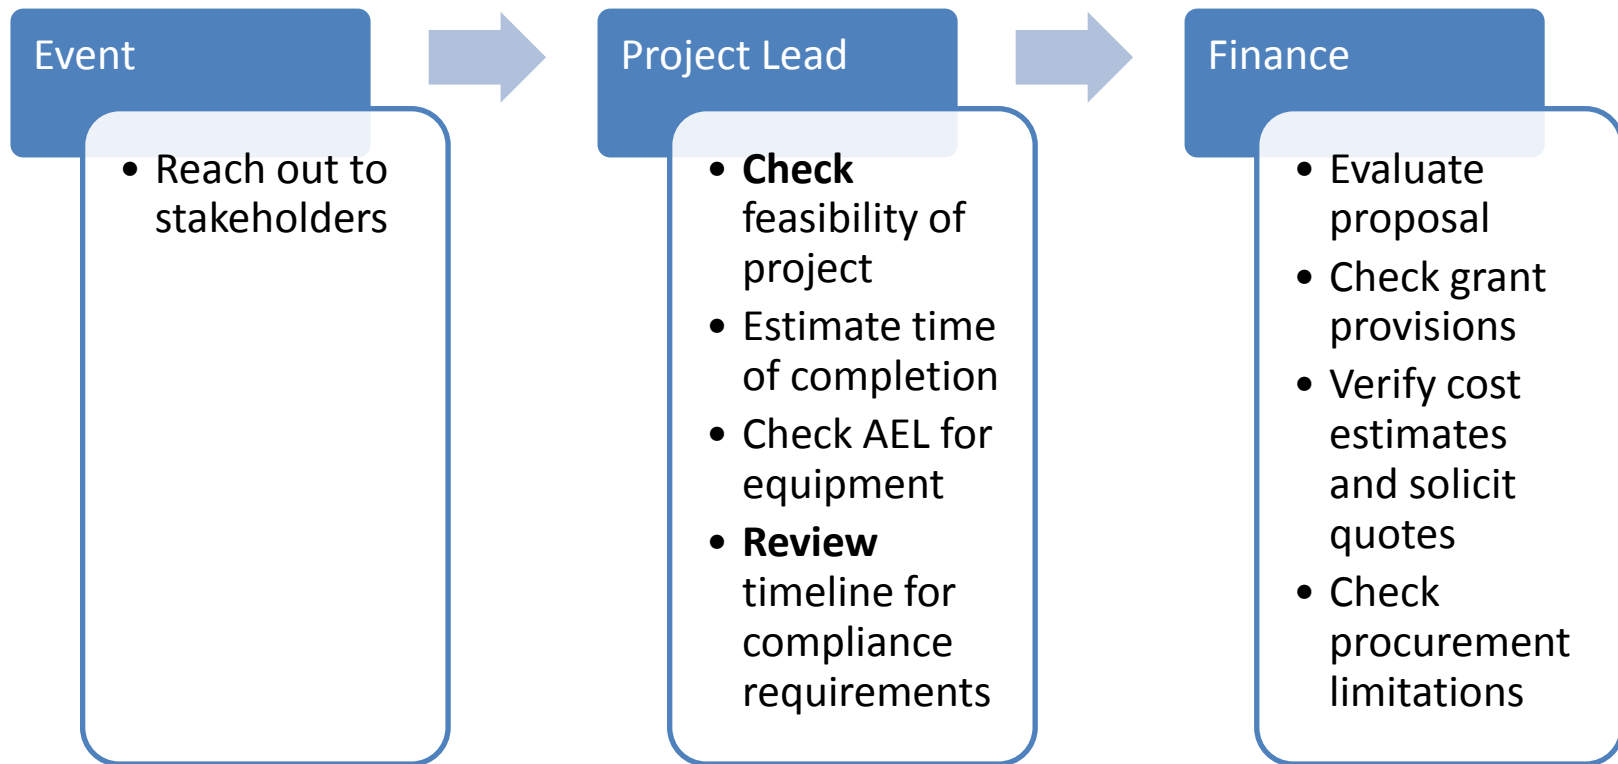 Event
• Reach out to
stakeholders
Project Lead
• Check
feasibility of
project
• Estimate time
of completion
• Check AEL for
equipment
• Review
timeline for
compliance
requirements
Finance
• Evaluate
proposal
• Check grant
provisions
• Verify cost
estimates
and solicit
quotes
• Check
procurement
limitations